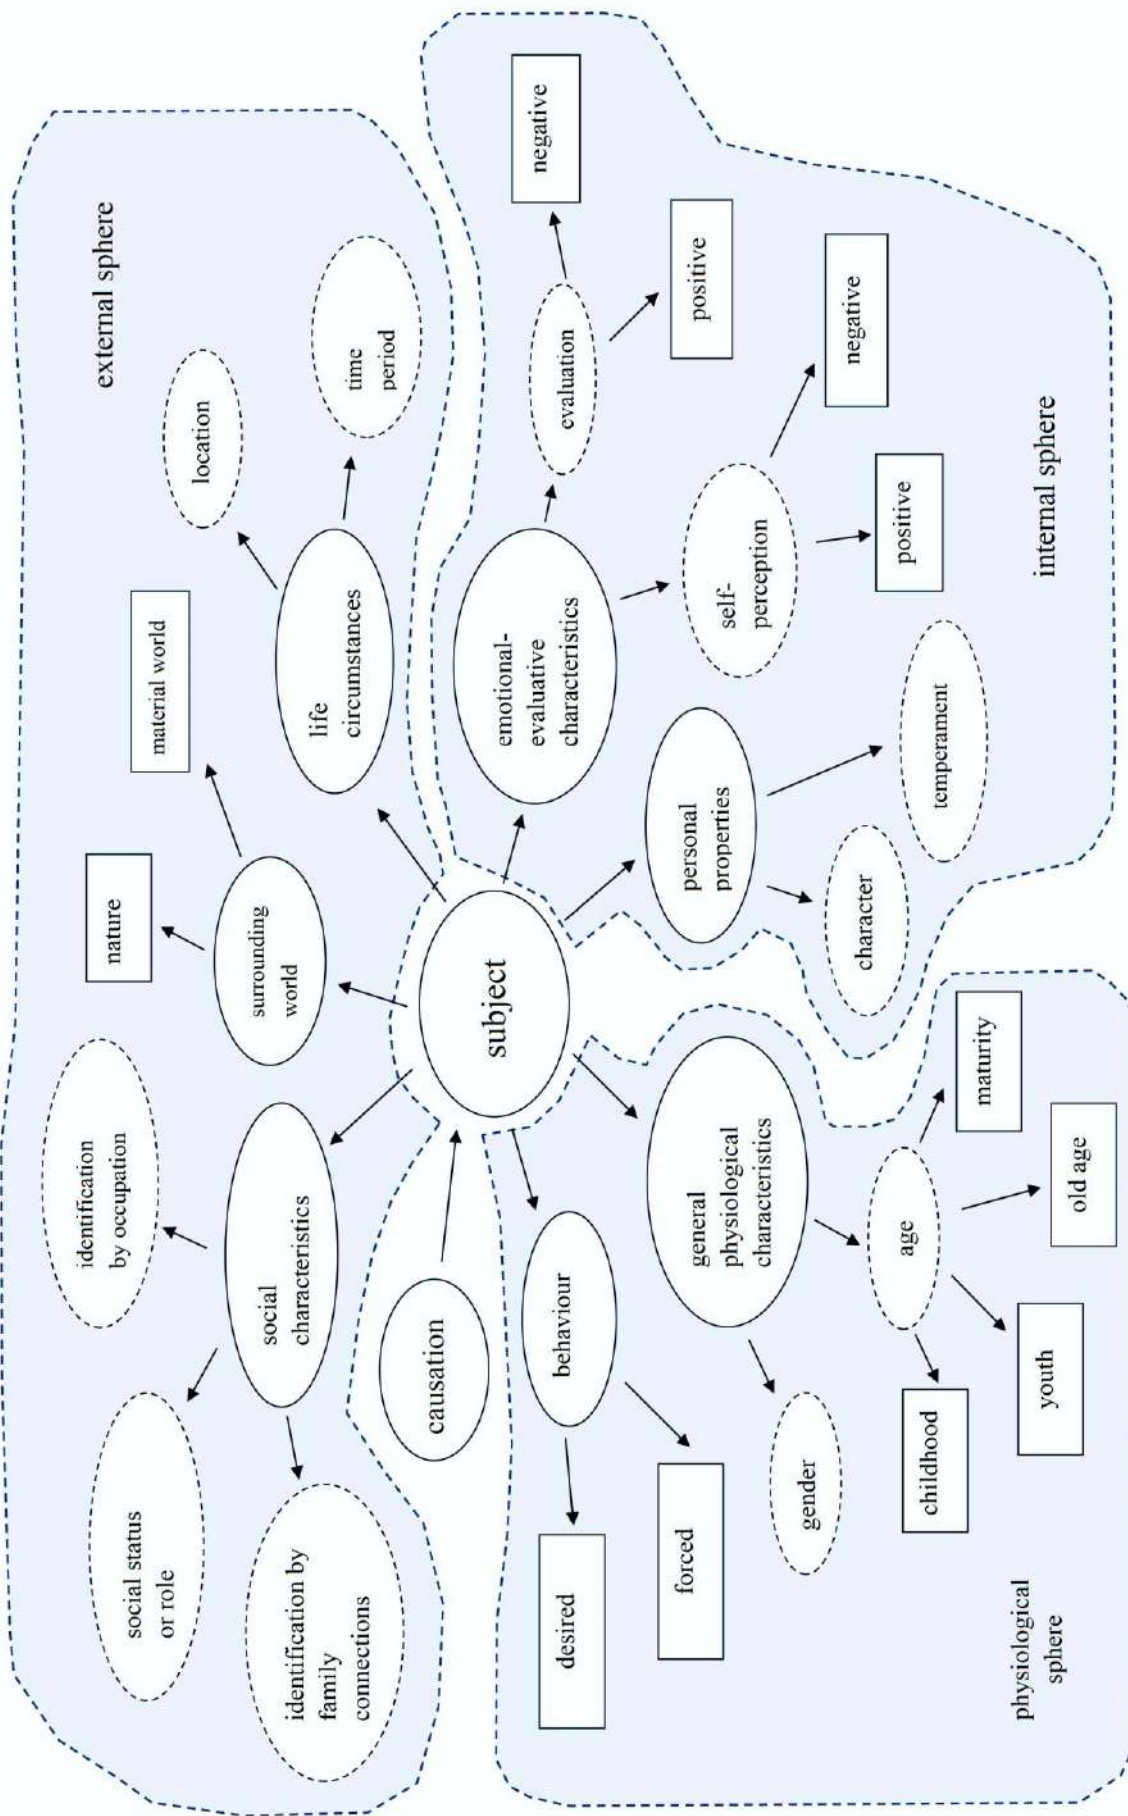 external sphere
identification
by occupation
nature
material world
location
social status
or role
social
characteristics
surrounding
world
life
circumstances
time
period
identification by
family
connections
causation
subject
emotional-
evaluative
characteristics
evaluation
negative
positive
desired
behaviour
forced
personal
properties
self-
perception
negative
positive
general
physiological
characteristics
gender
character
temperament
age
childhood
youth
old age
maturity
internal sphere
physiological
sphere